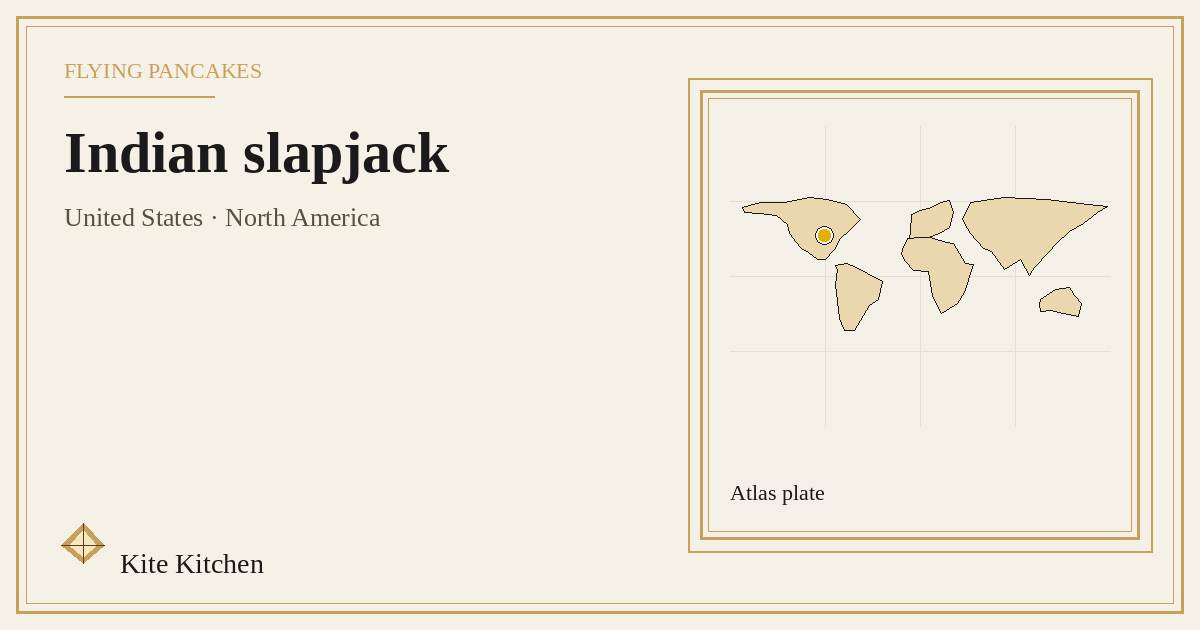 FLYING PANCAKES
Indian slapjack
United States · North America
Atlas plate
Kite Kitchen